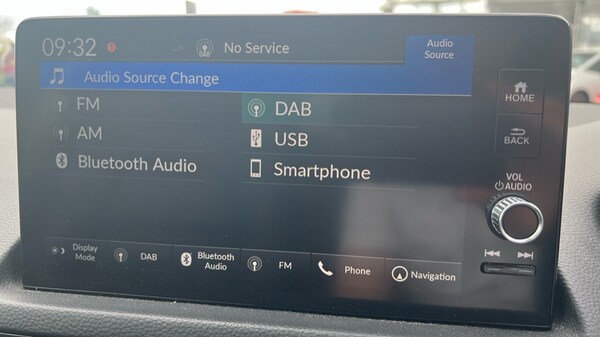 09:32
DAB
No Service
Audio
Source
Audio Source Change
FM
DAB
AM
USB
Bluetooth Audio
Smartphone
HOME
BACK
VOL
AUDIO
Display
Mode
DAB
Bluetooth
Audio
FM
Phone
Navigation